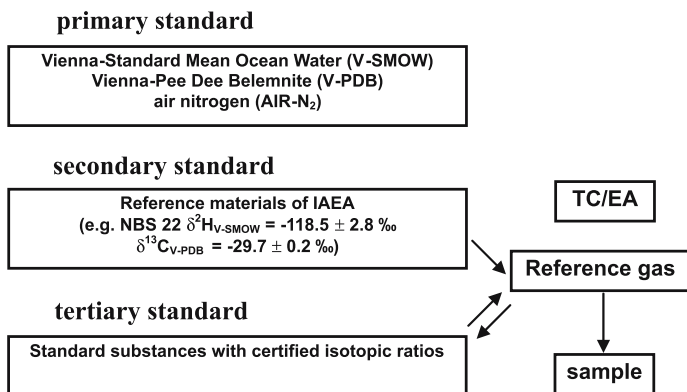 primary standard
Vienna-Standard Mean Ocean Water (V-SMOW)
Vienna-Pee Dee Belemnite (V-PDB)
air nitrogen (AIR-N₂)
secondary standard
Reference materials of IAEA
(e.g. NBS 22 δ²H_V-SMOW = -118.5 ± 2.8 ‰
δ¹³C_V-PDB = -29.7 ± 0.2 ‰)
TC/EA
Reference gas
tertiary standard
Standard substances with certified isotopic ratios
sample